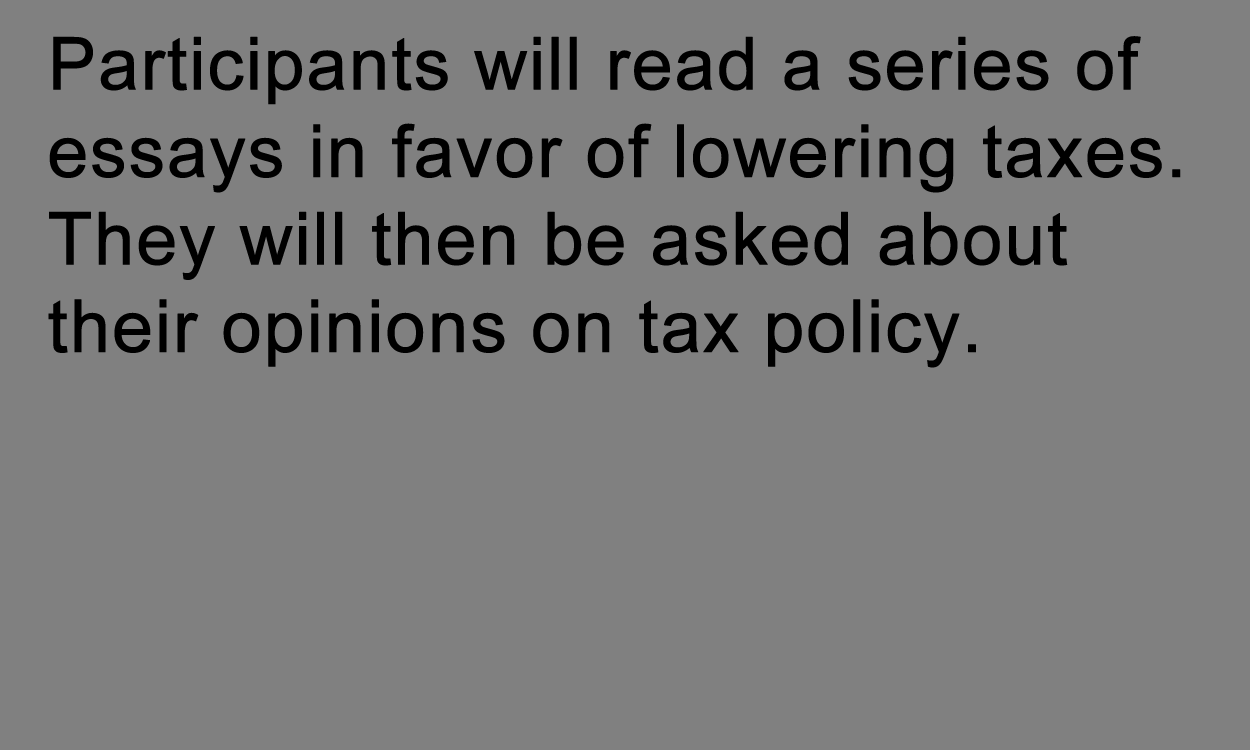 Participants will read a series of
essays in favor of lowering taxes.
They will then be asked about
their opinions on tax policy.